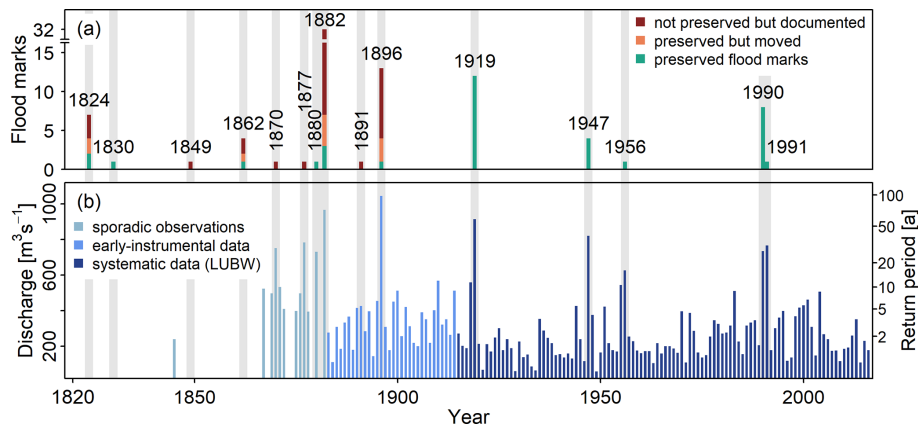 (a)
1882
not preserved but documented
preserved but moved
preserved flood marks
Flood marks
32
15
10
5
0
1824
1830
1849
1862
1870
1877
1880
1891
1896
1919
1947
1956
1990
1991
(b)
sporadic observations
early-instrumental data
systematic data (LUBW)
Discharge [m³s⁻¹]
1000
600
200
Return period [a]
100
50
20
10
5
2
1820
1850
1900
1950
2000
Year